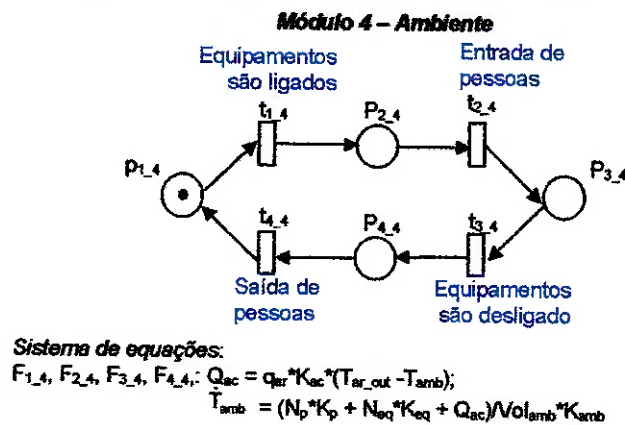 Módulo 4 – Ambiente
Equipamentos
são ligados
Entrada de
pessoas
t1_4
P2_4
t2_4
p1_4
P3_4
t4_4
P4_4
t3_4
Saída de
pessoas
Equipamentos
são desligado
Sistema de equações:
F1_4, F2_4, F3_4, F4_4,: Qac = qar*Kac*(Tar_out -Tamb);
Ṫamb = (Np*Kp + Neq*Keq + Qac)/Volamb*Kamb